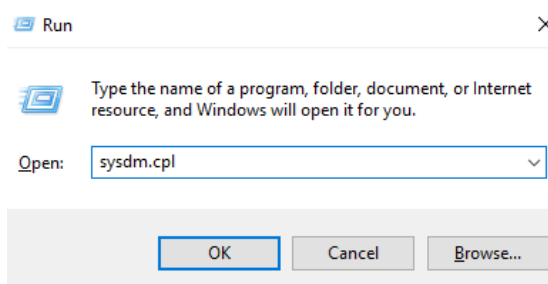 Run
Type the name of a program, folder, document, or Internet
resource, and Windows will open it for you.
Open: sysdm.cpl
OK Cancel Browse...